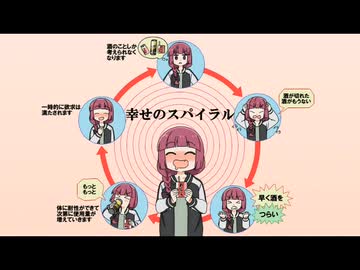 酒のことしか
考えられなく
なります
一時的に欲求は
満たされます
幸せのスパイラル
酒が切れた
酒がもうない
もっと
もっと
体に耐性ができて
次第に使用量が
増えていきます
早く酒を
つらい